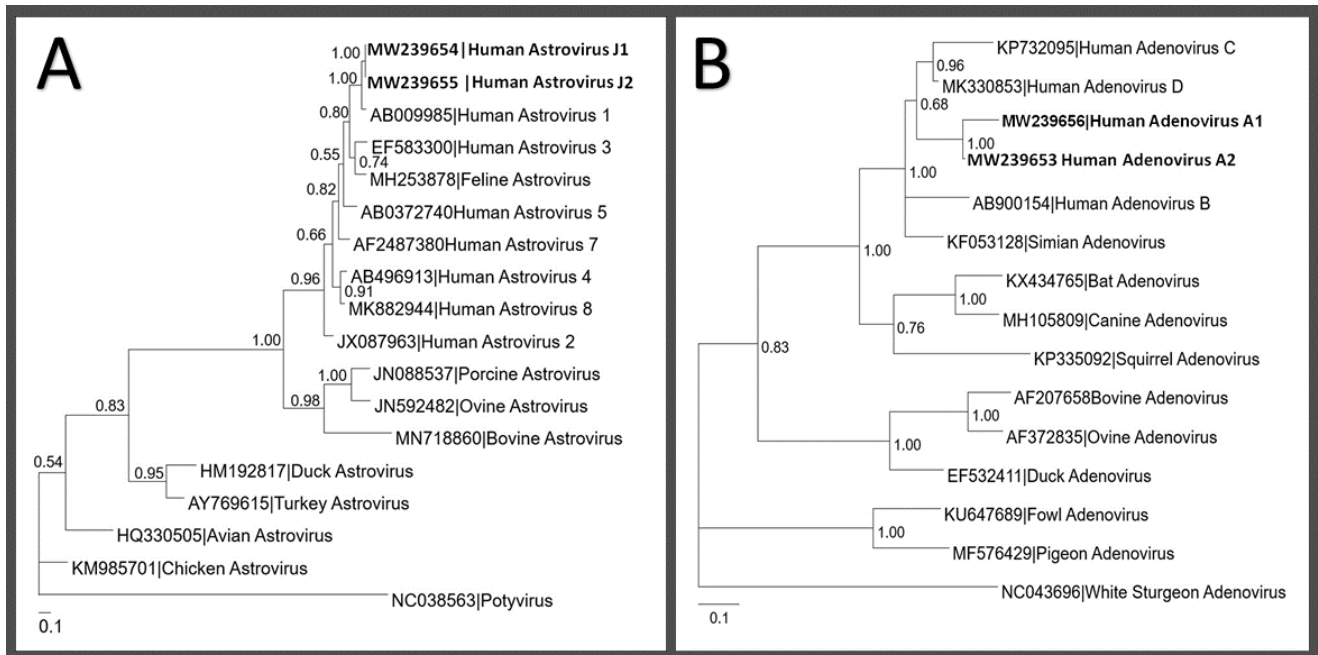 A
1.00
MW239654|Human Astrovirus J1
1.00
MW239655 |Human Astrovirus J2
0.80
AB009985|Human Astrovirus 1
EF583300|Human Astrovirus 3
0.55
0.74
MH253878|Feline Astrovirus
0.82
AB0372740Human Astrovirus 5
0.66
AF2487380Human Astrovirus 7
0.96
AB496913|Human Astrovirus 4
0.91
MK882944|Human Astrovirus 8
1.00
JX087963|Human Astrovirus 2
1.00
JN088537|Porcine Astrovirus
0.98
JN592482|Ovine Astrovirus
0.83
MN718860|Bovine Astrovirus
0.54
0.95
HM192817|Duck Astrovirus
AY769615|Turkey Astrovirus
HQ330505|Avian Astrovirus
KM985701|Chicken Astrovirus
NC038563|Potyvirus
0.1
B
KP732095|Human Adenovirus C
0.96
MK330853|Human Adenovirus D
0.68
MW239656|Human Adenovirus A1
1.00
MW239653 Human Adenovirus A2
1.00
AB900154|Human Adenovirus B
KF053128|Simian Adenovirus
1.00
KX434765|Bat Adenovirus
1.00
MH105809|Canine Adenovirus
0.76
0.83
KP335092|Squirrel Adenovirus
AF207658Bovine Adenovirus
1.00
AF372835|Ovine Adenovirus
1.00
EF532411|Duck Adenovirus
KU647689|Fowl Adenovirus
1.00
MF576429|Pigeon Adenovirus
NC043696|White Sturgeon Adenovirus
0.1